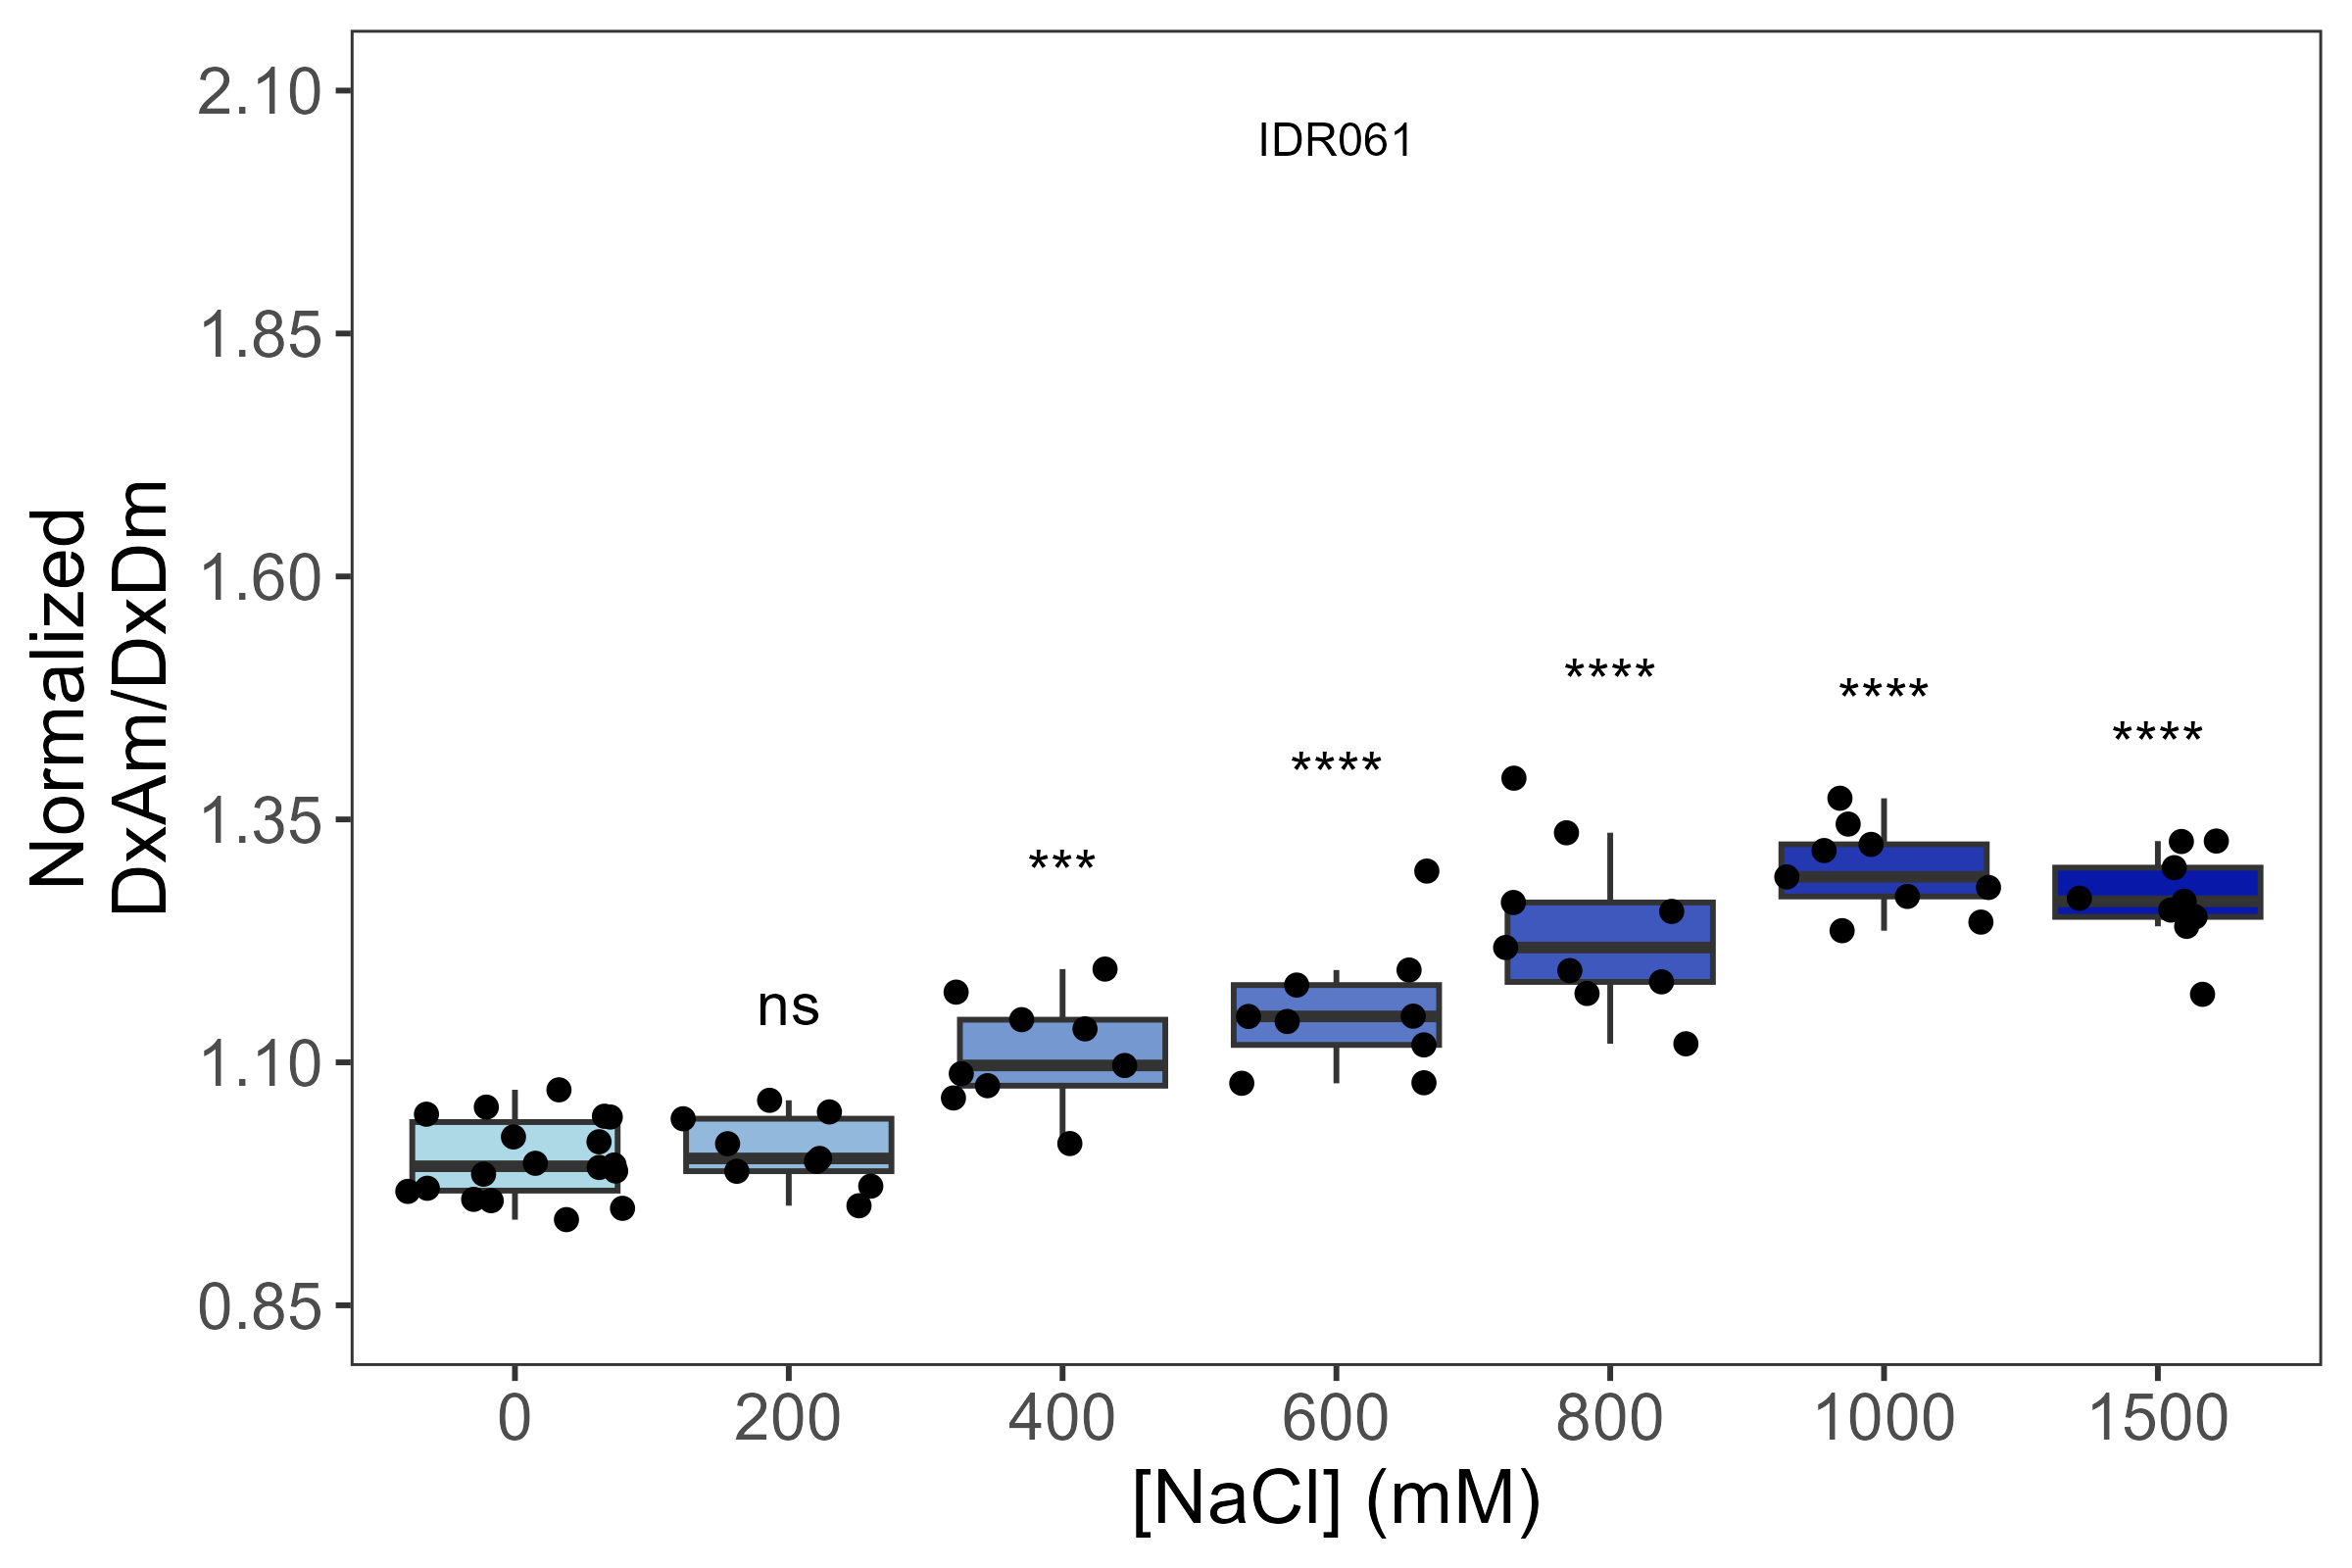 IDR061
2.10
1.85
1.60
1.35
1.10
0.85
Normalized
DxAm/DxDm
ns
***
****
****
****
****
0 200 400 600 800 1000 1500
[NaCl] (mM)